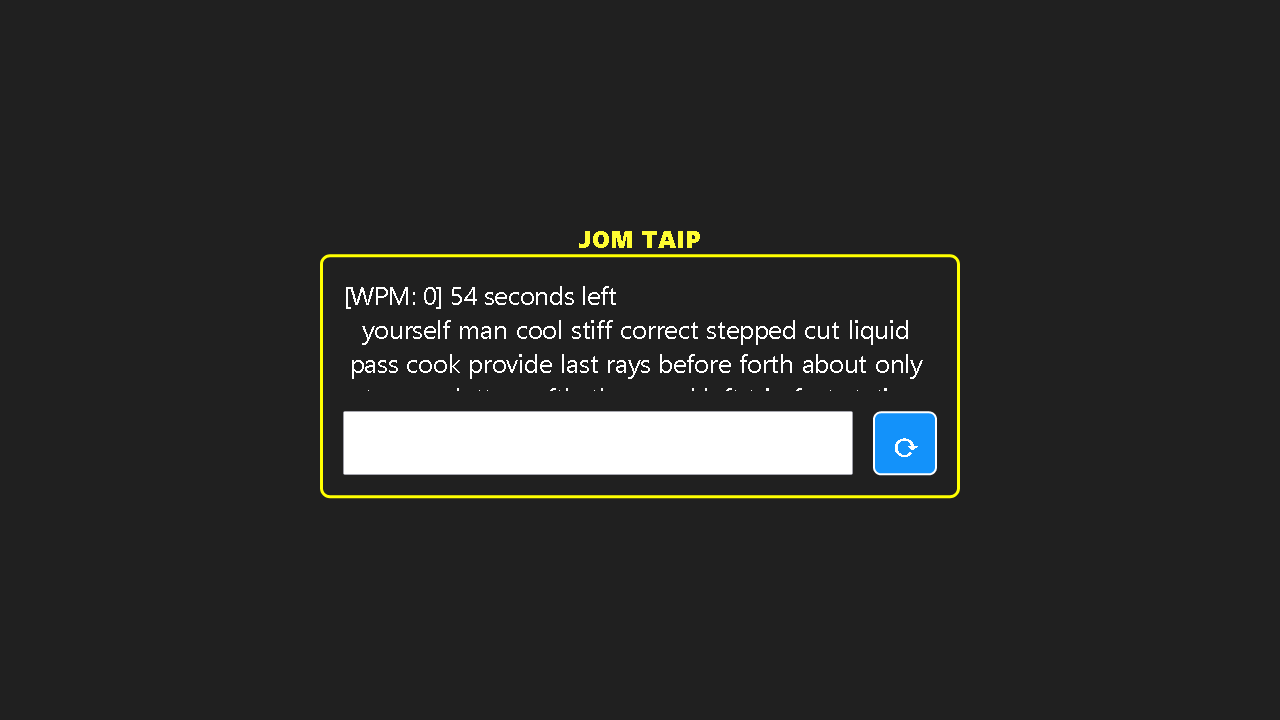 JOM TAIP
[WPM: 0] 54 seconds left
yourself man cool stiff correct stepped cut liquid
pass cook provide last rays before forth about only
⟳